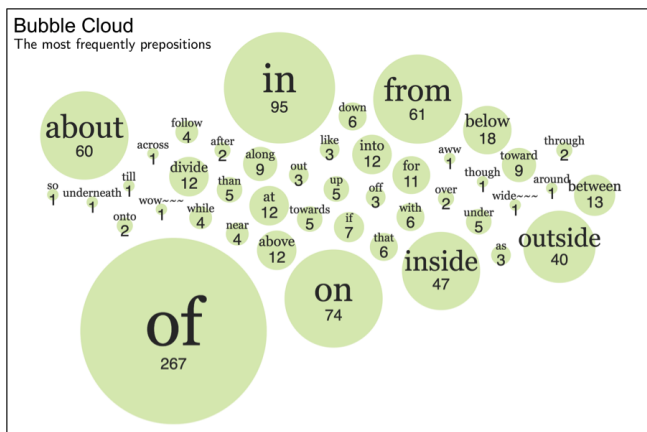 Bubble Cloud
The most frequently prepositions
in
95
from
61
about
60
down
6
below
18
follow
4
across
1
after
2
like
3
into
12
aww
1
through
2
along
9
out
3
for
11
toward
9
divide
12
till
1
than
5
up
5
off
3
though
1
around
1
between
13
so
1
underneath
1
wow~~~
1
at
12
over
2
wide~~~
1
onto
2
while
4
towards
5
if
7
with
6
under
5
near
4
above
12
that
6
as
3
outside
40
inside
47
on
74
of
267